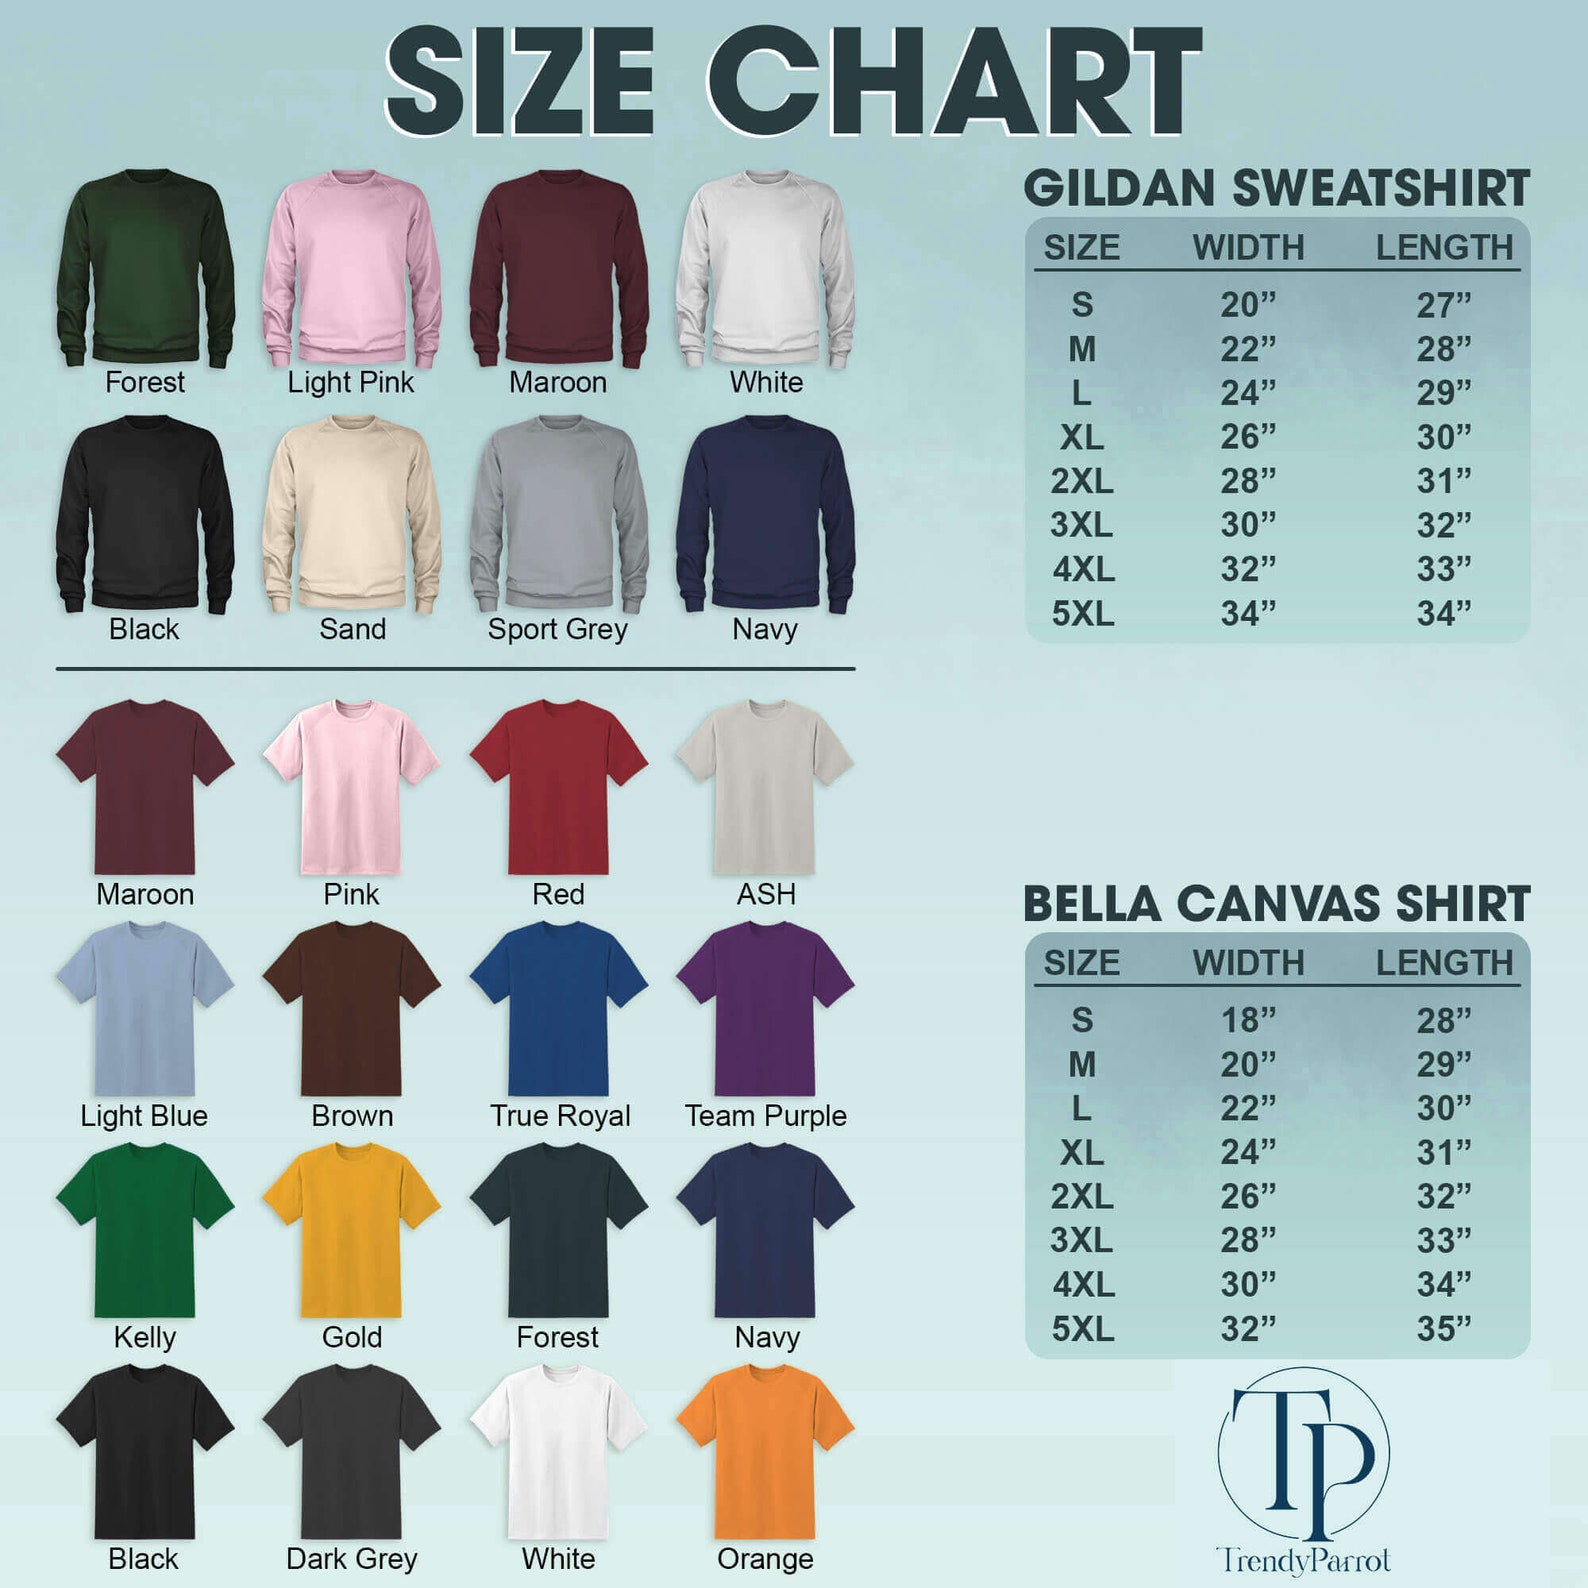 SIZE CHART
Forest Light Pink Maroon White
Black Sand Sport Grey Navy
Maroon Pink Red ASH
Light Blue Brown True Royal Team Purple
Kelly Gold Forest Navy
Black Dark Grey White Orange
GILDAN SWEATSHIRT
SIZE WIDTH LENGTH
S 20” 27”
M 22” 28”
L 24” 29”
XL 26” 30”
2XL 28” 31”
3XL 30” 32”
4XL 32” 33”
5XL 34” 34”
BELLA CANVAS SHIRT
SIZE WIDTH LENGTH
S 18” 28”
M 20” 29”
L 22” 30”
XL 24” 31”
2XL 26” 32”
3XL 28” 33”
4XL 30” 34”
5XL 32” 35”
TP
TrendyParrot